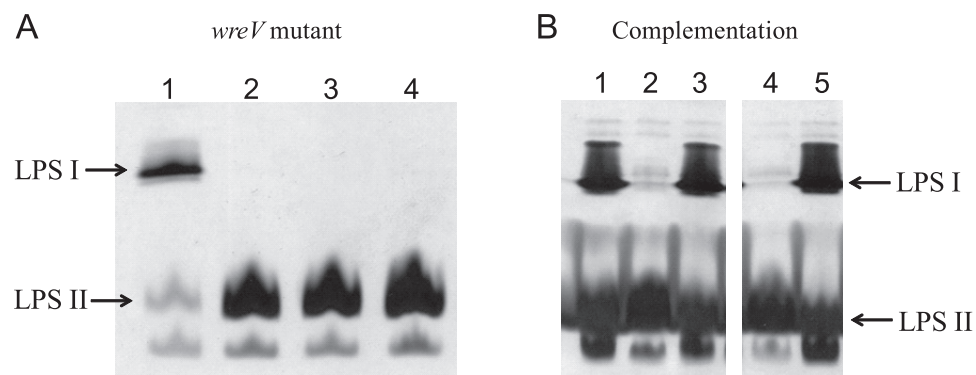 A
wreV mutant
1 2 3 4
LPS I
LPS II
B
Complementation
1 2 3 4 5
LPS I
LPS II